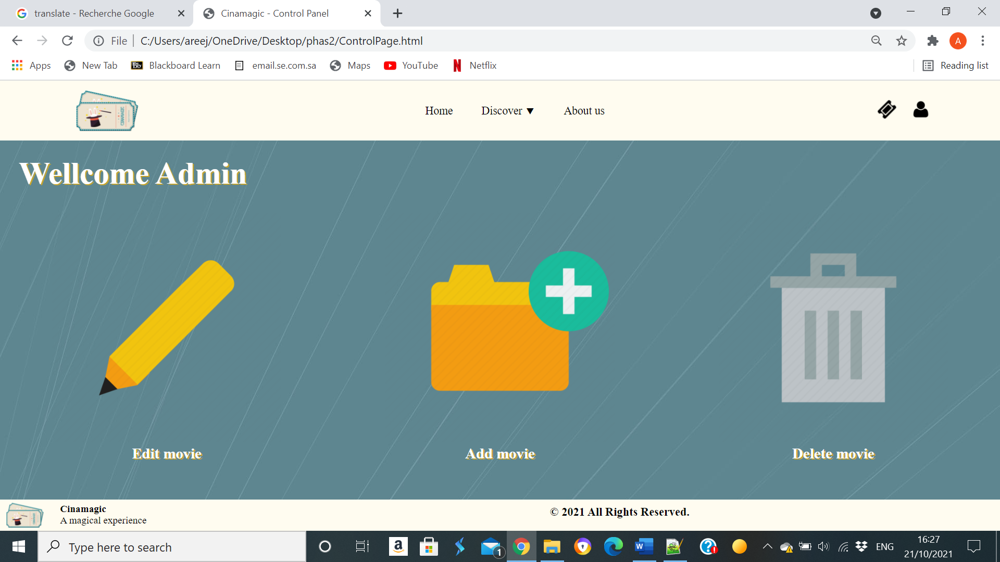 translate - Recherche Google
Cinamagic - Control Panel
File
C:/Users/areej/OneDrive/Desktop/phas2/ControlPage.html
A
Apps
New Tab
Bb
Blackboard Learn
email.se.com.sa
Maps
YouTube
Netflix
Reading list
CINAMAGIC
Home
Discover ▼
About us
Wellcome Admin
Edit movie
Add movie
Delete movie
Cinamagic
A magical experience
© 2021 All Rights Reserved.
Type here to search
a
1
W
ENG
16:27
21/10/2021